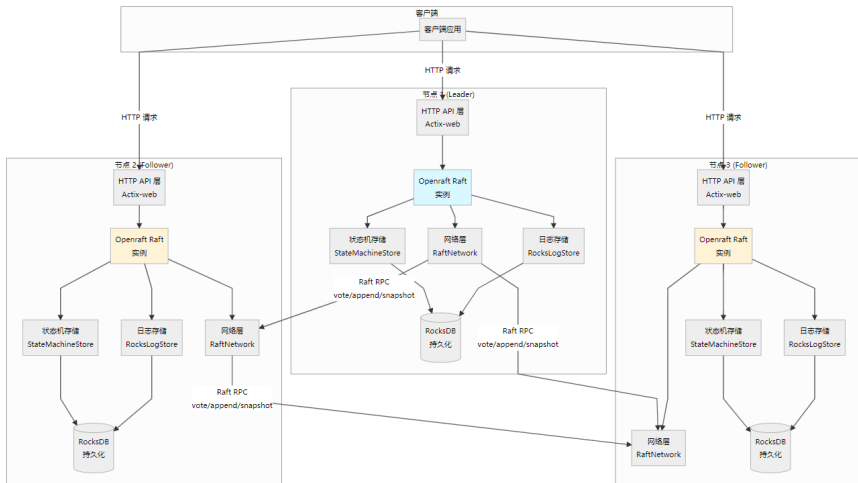 客户端
客户端应用
HTTP 请求
HTTP 请求
HTTP 请求
节点 1 (Leader)
HTTP API 层
Actix-web
Openraft Raft
实例
状态机存储
StateMachineStore
网络层
RaftNetwork
日志存储
RocksLogStore
Raft RPC
vote/append/snapshot
RocksDB
持久化
Raft RPC
vote/append/snapshot
节点 2 (Follower)
HTTP API 层
Actix-web
Openraft Raft
实例
状态机存储
StateMachineStore
日志存储
RocksLogStore
网络层
RaftNetwork
Raft RPC
vote/append/snapshot
RocksDB
持久化
节点 3 (Follower)
HTTP API 层
Actix-web
Openraft Raft
实例
状态机存储
StateMachineStore
日志存储
RocksLogStore
网络层
RaftNetwork
RocksDB
持久化